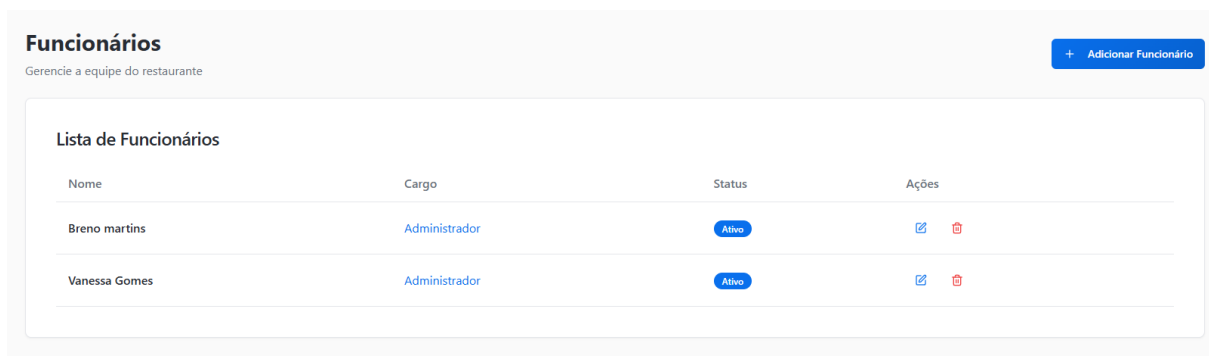 Funcionários
Gerencie a equipe do restaurante
+ Adicionar Funcionário
Lista de Funcionários
Nome Cargo Status Ações
Breno martins Administrador Ativo
Vanessa Gomes Administrador Ativo